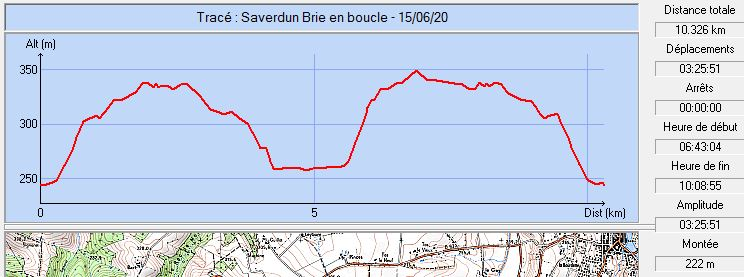 Tracé : Saverdun Brie en boucle - 15/06/20
Alt (m)
350
300
250
0
5
Dist (km)
Distance totale
10.326 km
Déplacements
03:25:51
Arrêts
00:00:00
Heure de début
06:43:04
Heure de fin
10:08:55
Amplitude
03:25:51
Montée
222 m